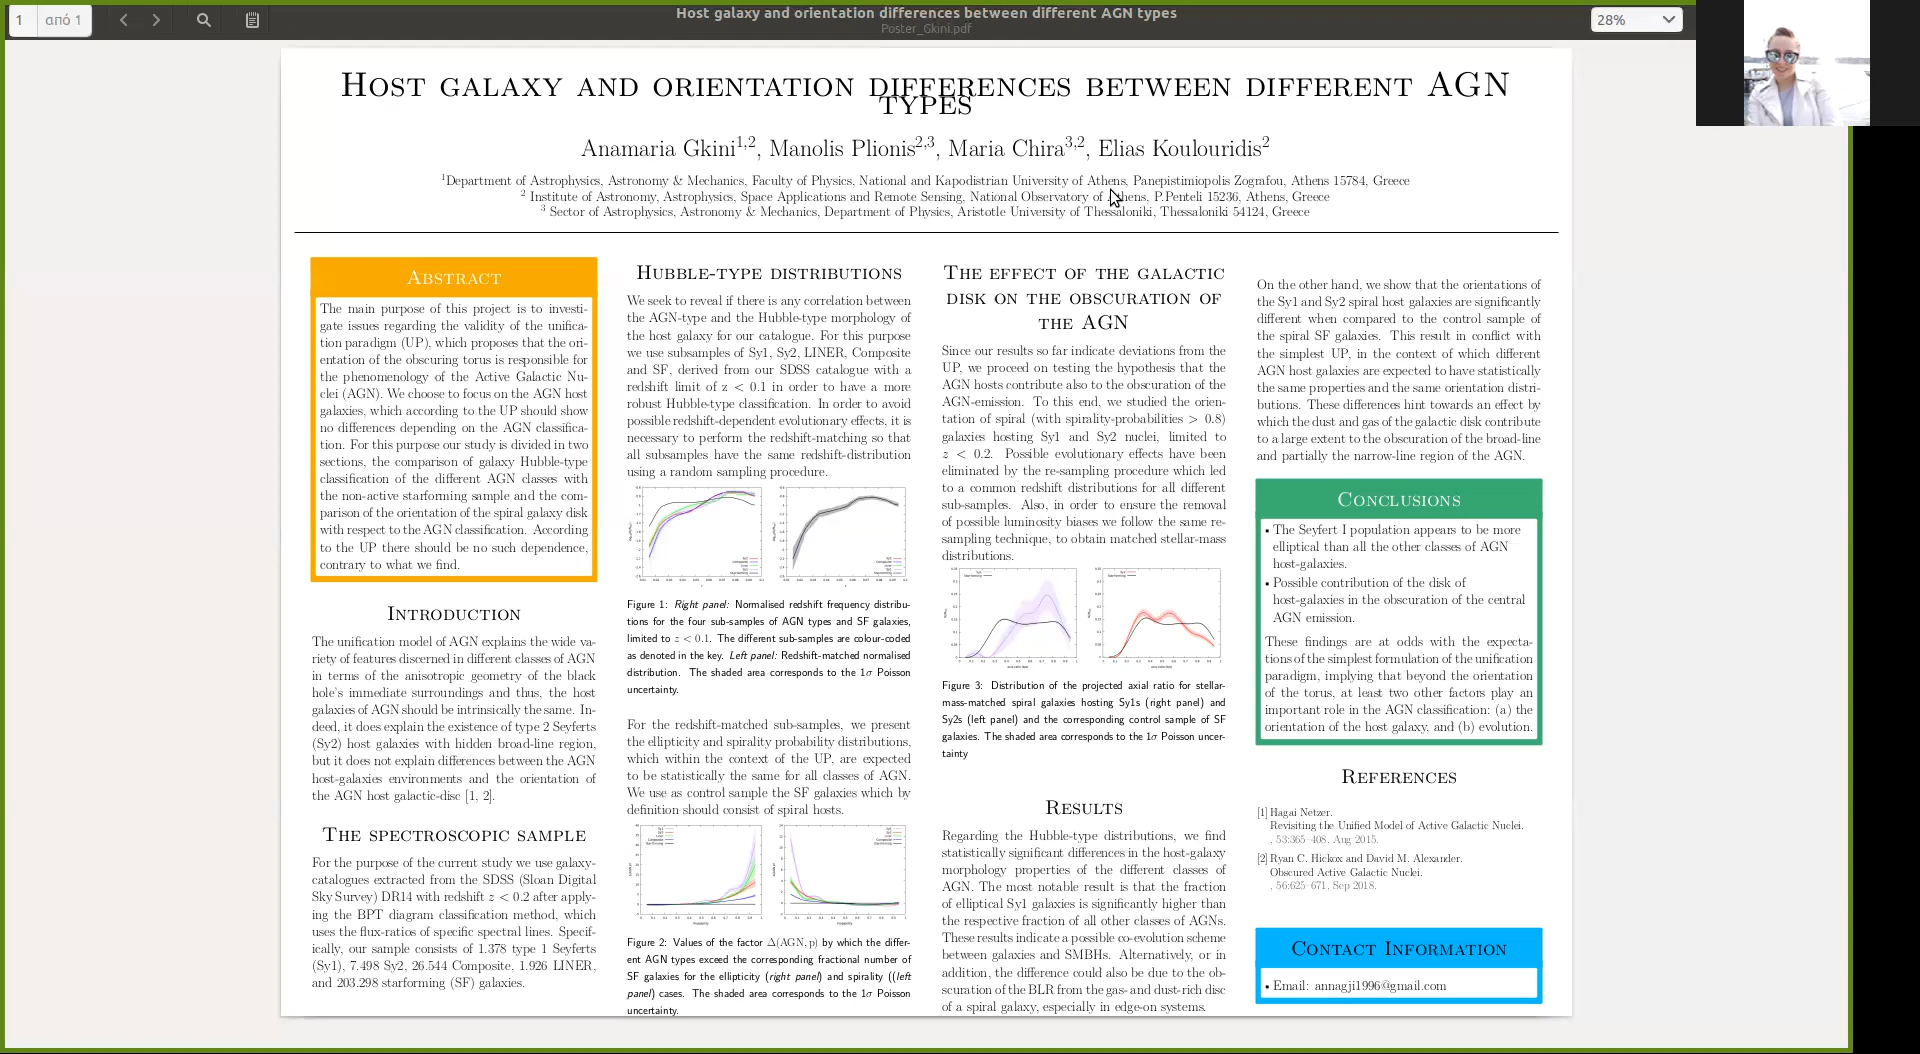 1 από 1
Host galaxy and orientation differences between different AGN types
Poster_Gkini.pdf
28%
Host galaxy and orientation differences between different AGN
types
Anamaria Gkini1,2, Manolis Plionis2,3, Maria Chira3,2, Elias Koulouridis2
1Department of Astrophysics, Astronomy & Mechanics, Faculty of Physics, National and Kapodistrian University of Athens, Panepistimiopolis Zografou, Athens 15784, Greece
2 Institute of Astronomy, Astrophysics, Space Applications and Remote Sensing, National Observatory of Athens, P.Penteli 15236, Athens, Greece
3 Sector of Astrophysics, Astronomy & Mechanics, Department of Physics, Aristotle University of Thessaloniki, Thessaloniki 54124, Greece
Abstract
The main purpose of this project is to investi-
gate issues regarding the validity of the unifica-
tion paradigm (UP), which proposes that the ori-
entation of the obscuring torus is responsible for
the phenomenology of the Active Galactic Nu-
clei (AGN). We choose to focus on the AGN host
galaxies, which according to the UP should show
no differences depending on the AGN classifica-
tion. For this purpose our study is divided in two
sections, the comparison of galaxy Hubble-type
classification of the different AGN classes with
the non-active starforming sample and the com-
parison of the orientation of the spiral galaxy disk
with respect to the AGN classification. According
to the UP there should be no such dependence,
contrary to what we find.
Introduction
The unification model of AGN explains the wide va-
riety of features discerned in different classes of AGN
in terms of the anisotropic geometry of the black
hole's immediate surroundings and thus, the host
galaxies of AGN should be intrinsically the same. In-
deed, it does explain the existence of type 2 Seyferts
(Sy2) host galaxies with hidden broad-line region,
but it does not explain differences between the AGN
host-galaxies environments and the orientation of
the AGN host galactic-disc [1, 2].
The spectroscopic sample
For the purpose of the current study we use galaxy-
catalogues extracted from the SDSS (Sloan Digital
Sky Survey) DR14 with redshift z < 0.2 after apply-
ing the BPT diagram classification method, which
uses the flux-ratios of specific spectral lines. Specif-
ically, our sample consists of 1.378 type 1 Seyferts
(Sy1), 7.498 Sy2, 26.544 Composite, 1.926 LINER,
and 203.298 starforming (SF) galaxies.
Hubble-type distributions
We seek to reveal if there is any correlation between
the AGN-type and the Hubble-type morphology of
the host galaxy for our catalogue. For this purpose
we use subsamples of Sy1, Sy2, LINER, Composite
and SF, derived from our SDSS catalogue with a
redshift limit of z < 0.1 in order to have a more
robust Hubble-type classification. In order to avoid
possible redshift-dependent evolutionary effects, it is
necessary to perform the redshift-matching so that
all subsamples have the same redshift-distribution
using a random sampling procedure.
Figure 1: Right panel: Normalised redshift frequency distribu-
tions for the four sub-samples of AGN types and SF galaxies,
limited to z < 0.1. The different sub-samples are colour-coded
as denoted in the key. Left panel: Redshift-matched normalised
distribution. The shaded area corresponds to the 1σ Poisson
uncertainty.
For the redshift-matched sub-samples, we present
the ellipticity and spirality probability distributions,
which within the context of the UP, are expected
to be statistically the same for all classes of AGN.
We use as control sample the SF galaxies which by
definition should consist of spiral hosts.
Figure 2: Values of the factor Δ(AGN, p) by which the differ-
ent AGN types exceed the corresponding fractional number of
SF galaxies for the ellipticity (right panel) and spirality ((left
panel) cases. The shaded area corresponds to the 1σ Poisson
uncertainty.
The effect of the galactic
disk on the obscuration of
the AGN
Since our results so far indicate deviations from the
UP, we proceed on testing the hypothesis that the
AGN hosts contribute also to the obscuration of the
AGN-emission. To this end, we studied the orien-
tation of spiral (with spirality-probabilities > 0.8)
galaxies hosting Sy1 and Sy2 nuclei, limited to
z < 0.2. Possible evolutionary effects have been
eliminated by the re-sampling procedure which led
to a common redshift distributions for all different
sub-samples. Also, in order to ensure the removal
of possible luminosity biases we follow the same re-
sampling technique, to obtain matched stellar-mass
distributions.
Figure 3: Distribution of the projected axial ratio for stellar-
mass-matched spiral galaxies hosting Sy1s (right panel) and
Sy2s (left panel) and the corresponding control sample of SF
galaxies. The shaded area corresponds to the 1σ Poisson uncer-
tainty
Results
Regarding the Hubble-type distributions, we find
statistically significant differences in the host-galaxy
morphology properties of the different classes of
AGN. The most notable result is that the fraction
of elliptical Sy1 galaxies is significantly higher than
the respective fraction of all other classes of AGNs.
These results indicate a possible co-evolution scheme
between galaxies and SMBHs. Alternatively, or in
addition, the difference could also be due to the ob-
scuration of the BLR from the gas- and dust-rich disc
of a spiral galaxy, especially in edge-on systems.
On the other hand, we show that the orientations of
the Sy1 and Sy2 spiral host galaxies are significantly
different when compared to the control sample of
the spiral SF galaxies. This result in conflict with
the simplest UP, in the context of which different
AGN host galaxies are expected to have statistically
the same properties and the same orientation distri-
butions. These differences hint towards an effect by
which the dust and gas of the galactic disk contribute
to a large extent to the obscuration of the broad-line
and partially the narrow-line region of the AGN.
Conclusions
• The Seyfert I population appears to be more
elliptical than all the other classes of AGN
host-galaxies.
• Possible contribution of the disk of
host-galaxies in the obscuration of the central
AGN emission.
These findings are at odds with the expecta-
tions of the simplest formulation of the unification
paradigm, implying that beyond the orientation
of the torus, at least two other factors play an
important role in the AGN classification: (a) the
orientation of the host galaxy, and (b) evolution.
References
[1] Hagai Netzer.
Revisiting the Unified Model of Active Galactic Nuclei.
, 53:365–408, Aug 2015.
[2] Ryan C. Hickox and David M. Alexander.
Obscured Active Galactic Nuclei.
, 56:625–671, Sep 2018.
Contact Information
• Email: annagji1996@gmail.com